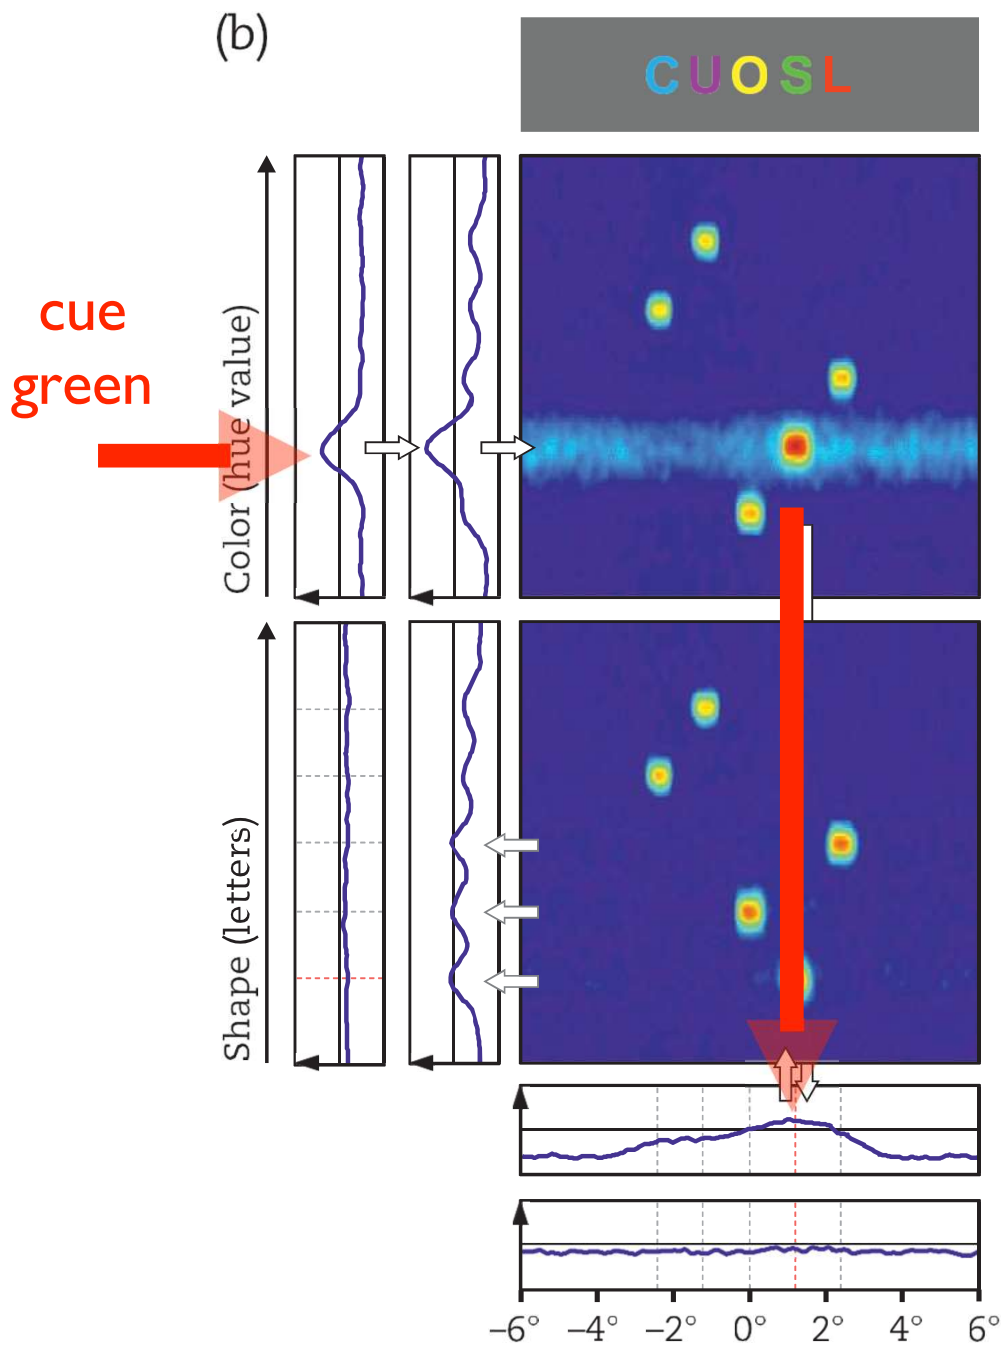 (b)
CUOSL
cue
green
Color (hue value)
Shape (letters)
−6° −4° −2° 0° 2° 4° 6°